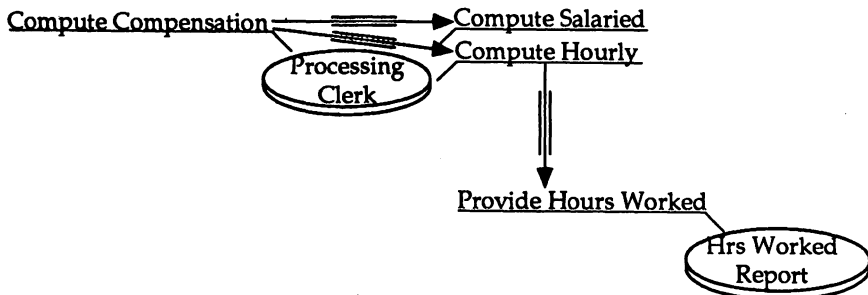 Compute Compensation
Compute Salaried
Compute Hourly
Processing
Clerk
Provide Hours Worked
Hrs Worked
Report